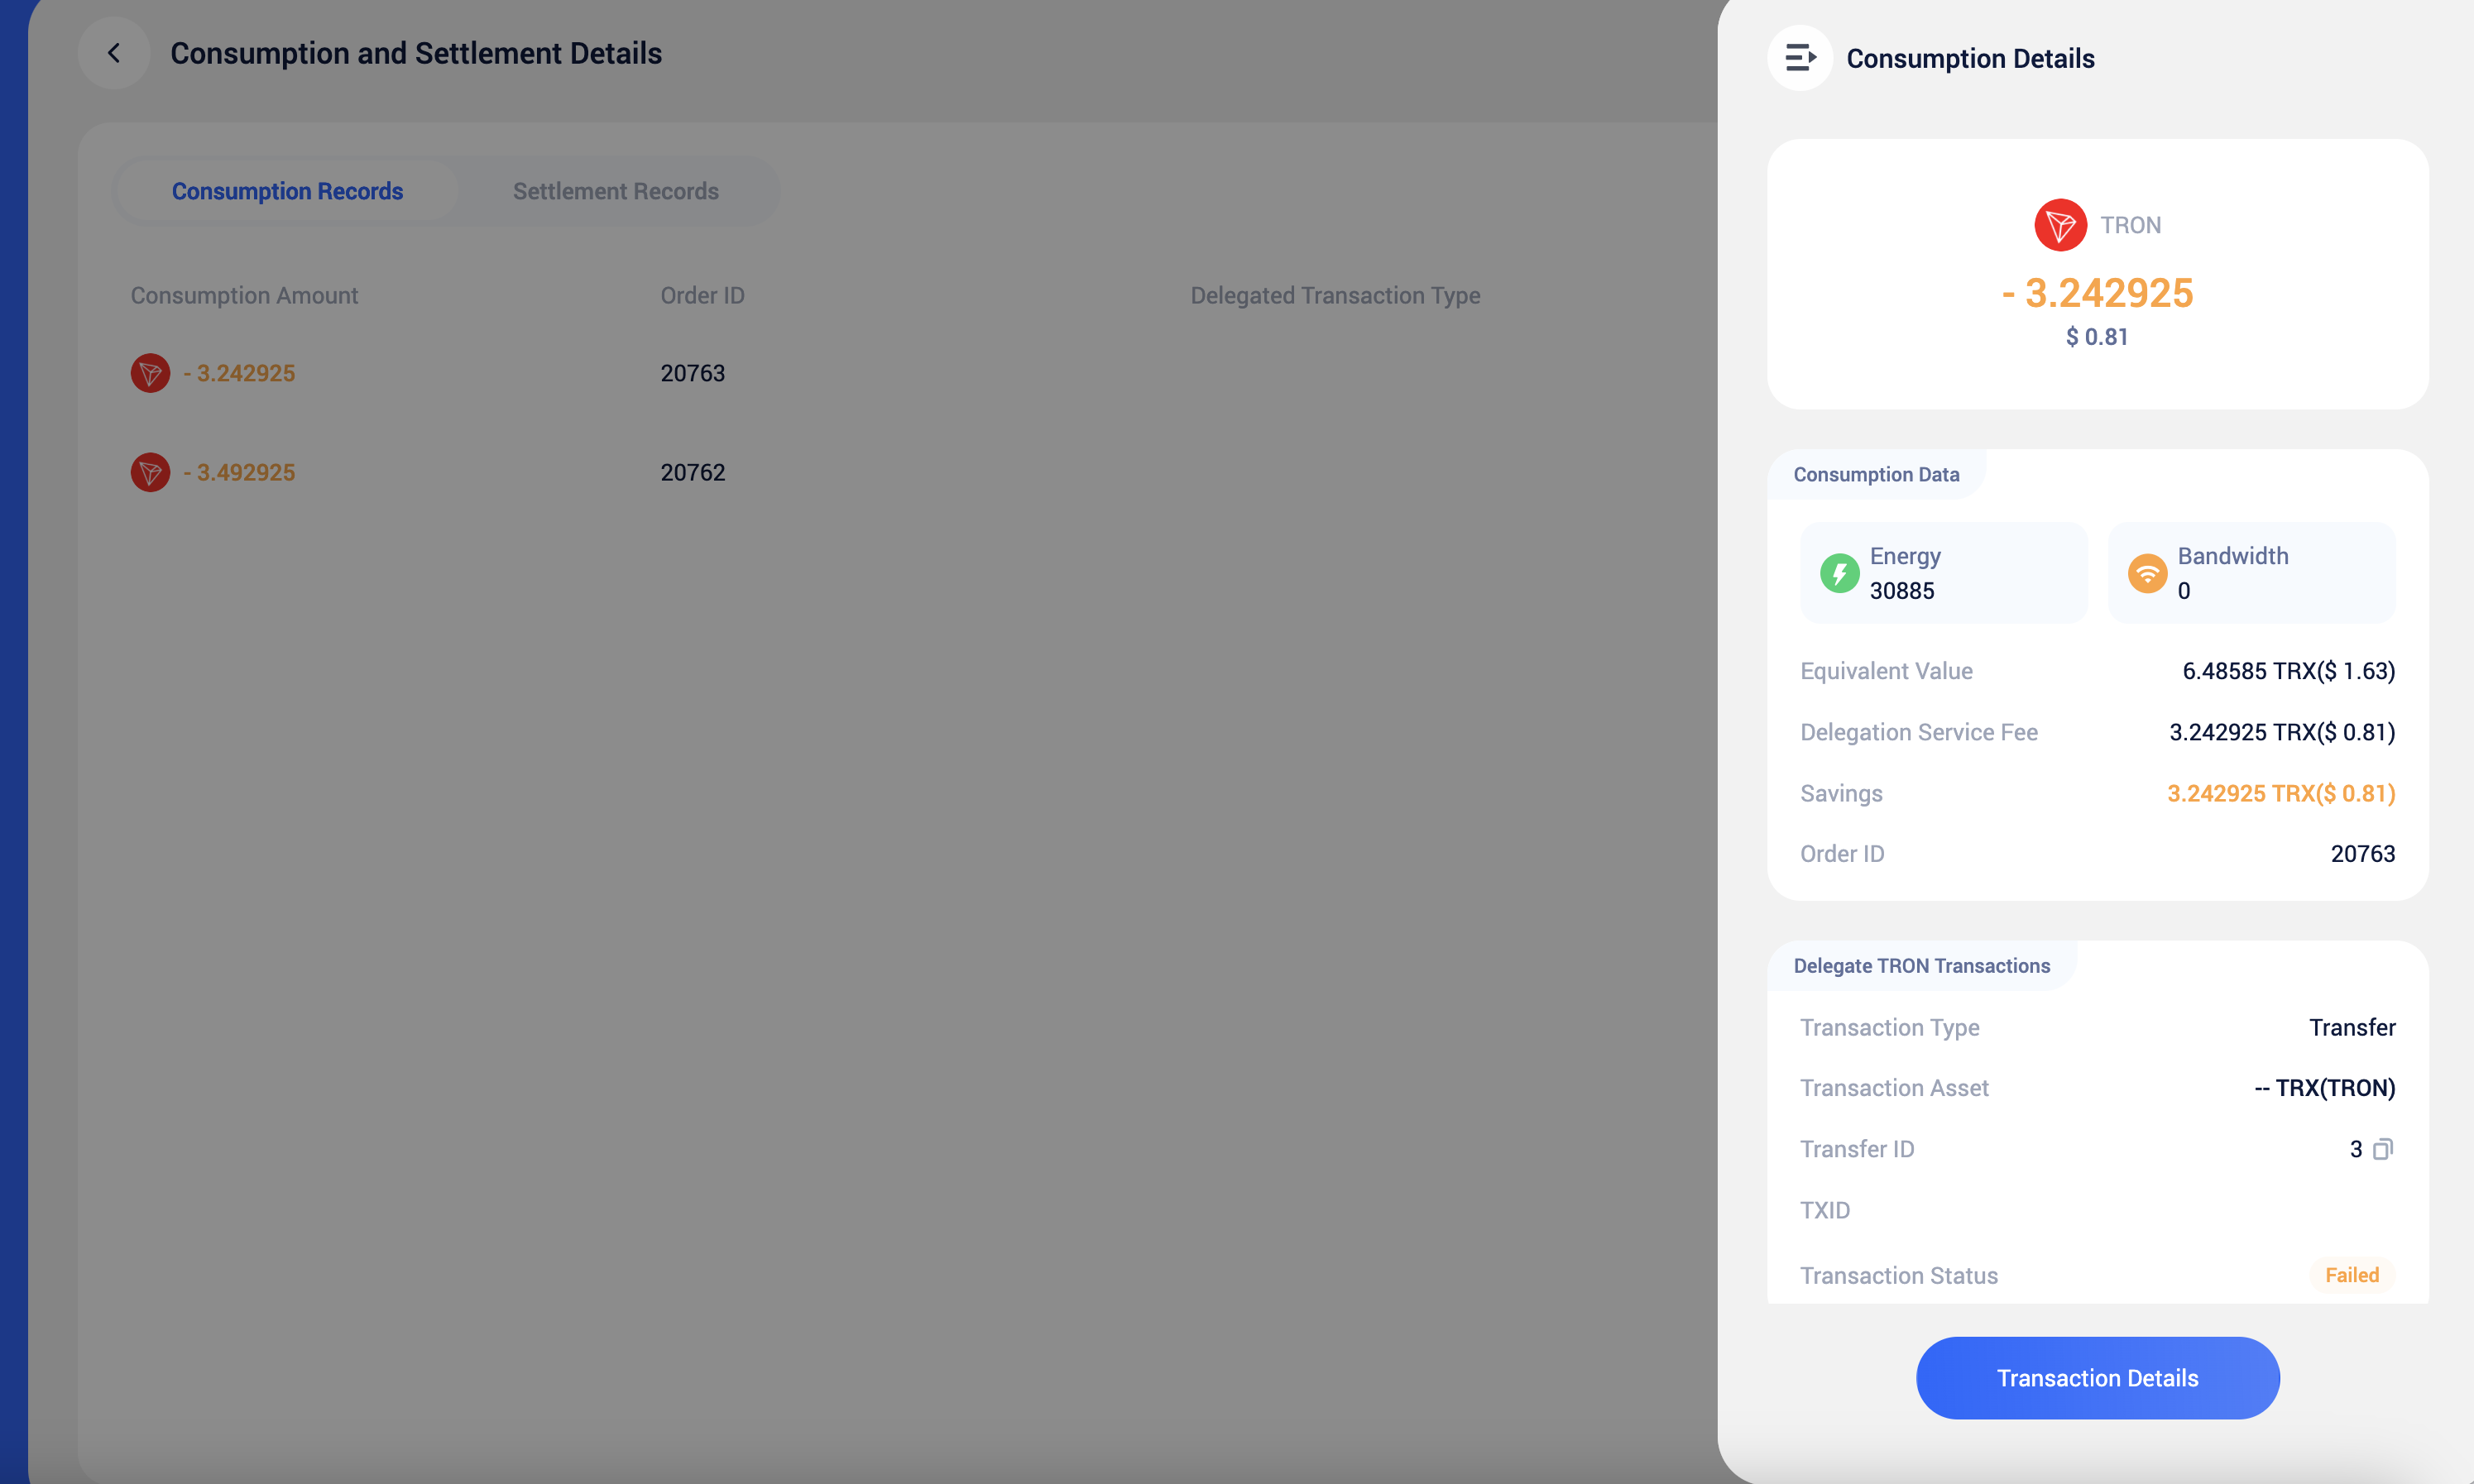 Consumption and Settlement Details
Consumption Records
Settlement Records
Consumption Amount
Order ID
Delegated Transaction Type
- 3.242925
20763
- 3.492925
20762
Consumption Details
TRON
- 3.242925
$ 0.81
Consumption Data
Energy
30885
Bandwidth
0
Equivalent Value
6.48585 TRX($ 1.63)
Delegation Service Fee
3.242925 TRX($ 0.81)
Savings
3.242925 TRX($ 0.81)
Order ID
20763
Delegate TRON Transactions
Transaction Type
Transfer
Transaction Asset
-- TRX(TRON)
Transfer ID
3
TXID
Transaction Status
Failed
Transaction Details